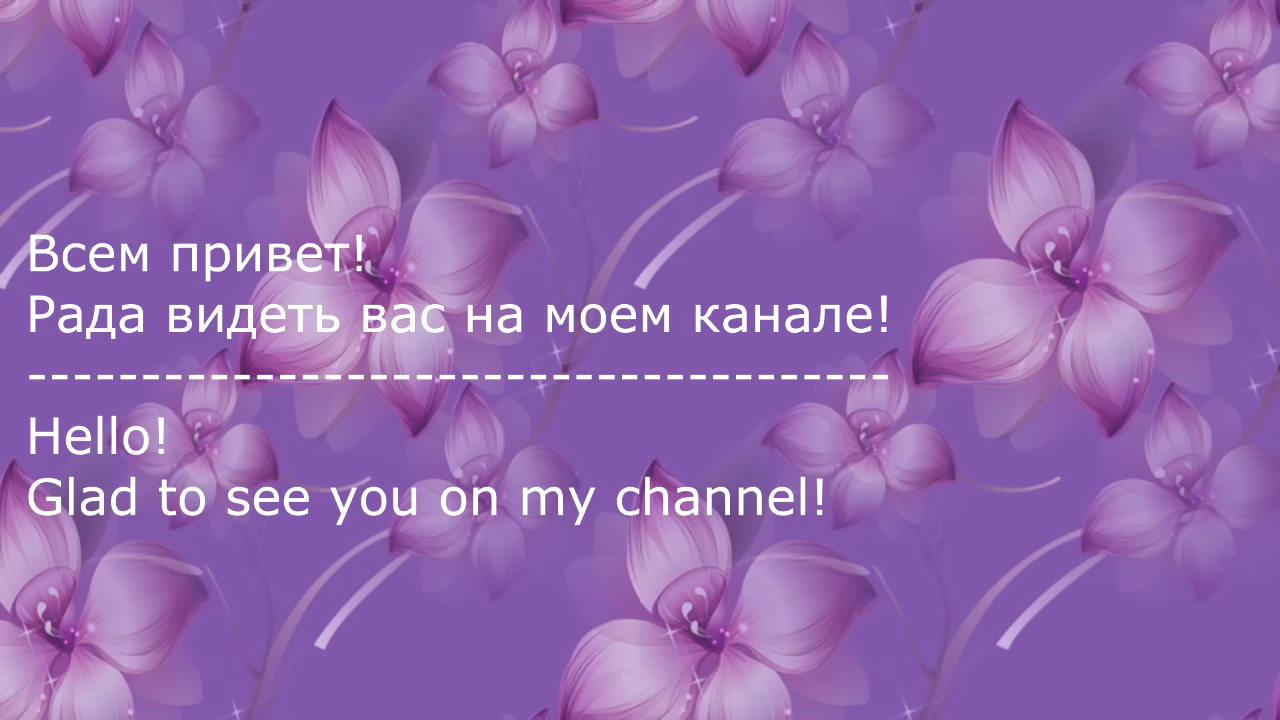 Всем привет!
Рада видеть вас на моем канале!
--------------------------------------
Hello!
Glad to see you on my channel!